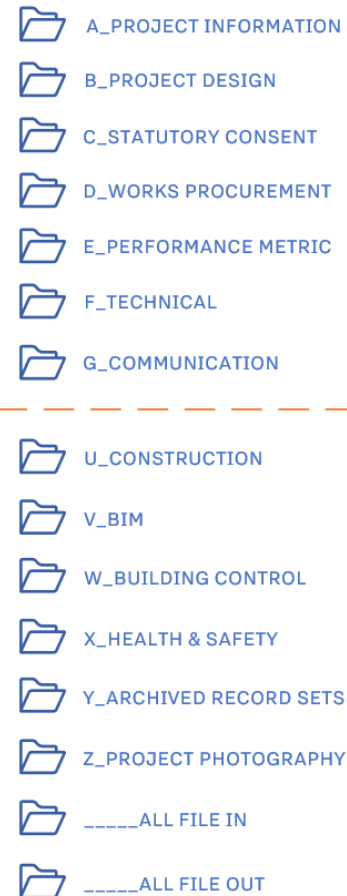 A_PROJECT INFORMATION
B_PROJECT DESIGN
C_STATUTORY CONSENT
D_WORKS PROCUREMENT
E_PERFORMANCE METRIC
F_TECHNICAL
G_COMMUNICATION
U_CONSTRUCTION
V_BIM
W_BUILDING CONTROL
X_HEALTH & SAFETY
Y_ARCHIVED RECORD SETS
Z_PROJECT PHOTOGRAPHY
_____ALL FILE IN
_____ALL FILE OUT